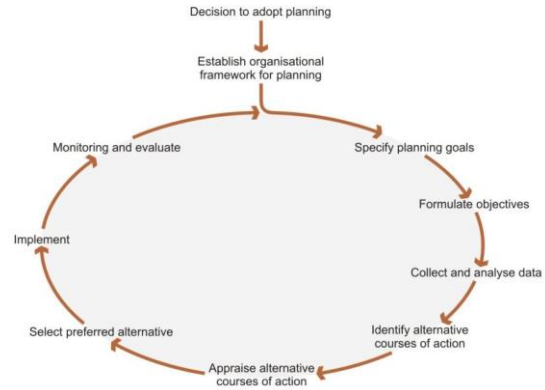 Decision to adopt planning
Establish organisational
framework for planning
Specify planning goals
Formulate objectives
Collect and analyse data
Identify alternative
courses of action
Appraise alternative
courses of action
Select preferred alternative
Implement
Monitoring and evaluate